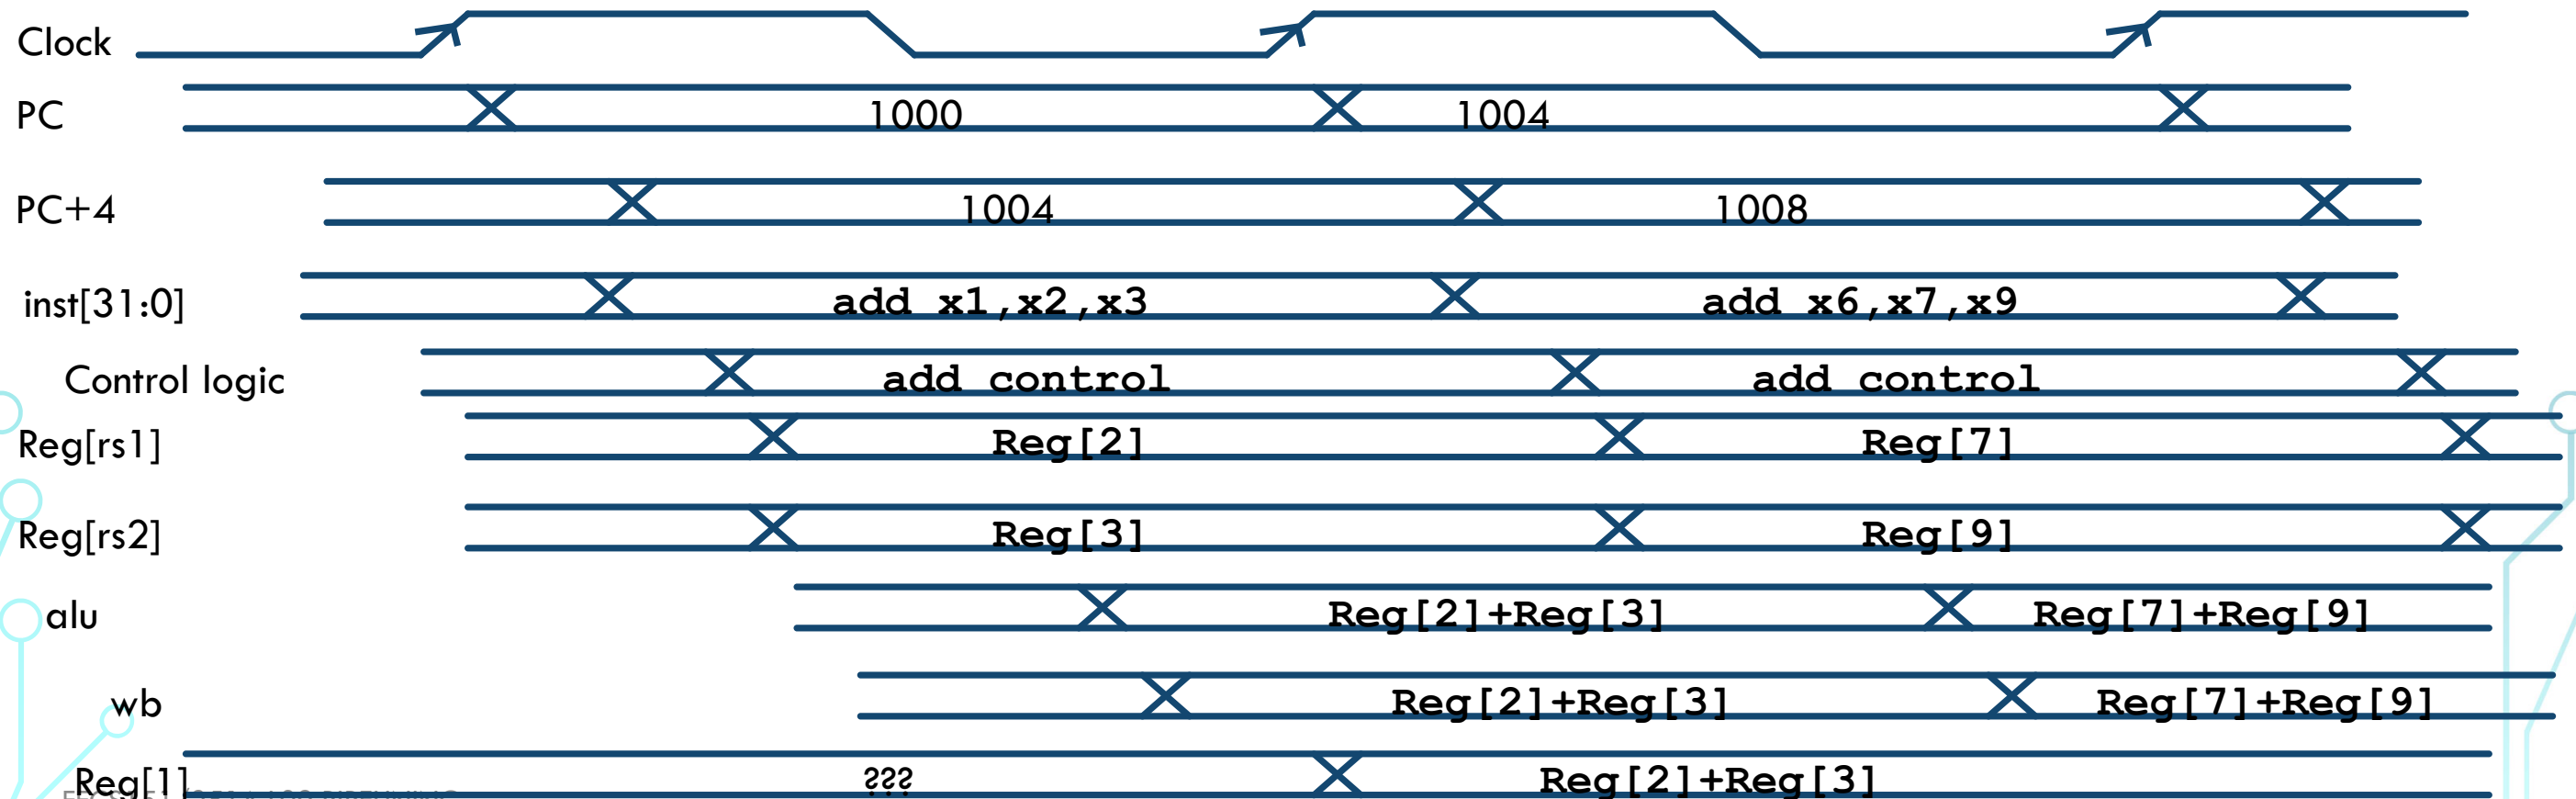 Clock
PC 1000 1004
PC+4 1004 1008
inst[31:0] add x1,x2,x3 add x6,x7,x9
Control logic add control add control
Reg[rs1] Reg[2] Reg[7]
Reg[rs2] Reg[3] Reg[9]
alu Reg[2]+Reg[3] Reg[7]+Reg[9]
wb Reg[2]+Reg[3] Reg[7]+Reg[9]
Reg[1] ??? Reg[2]+Reg[3]